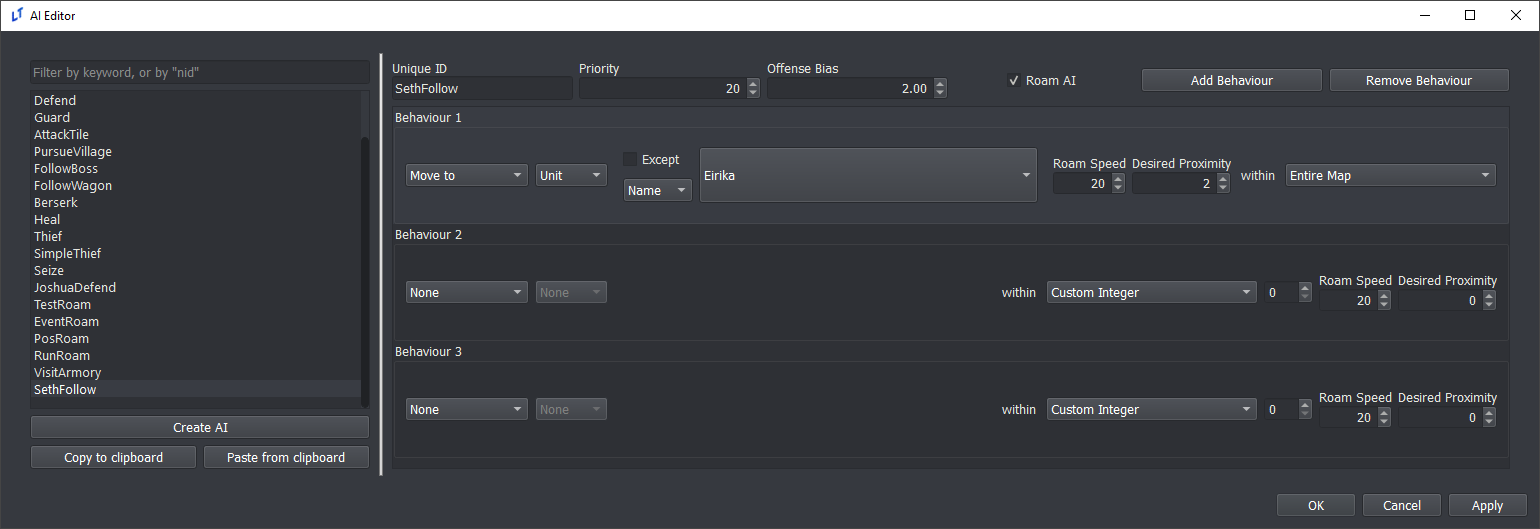 LT AI Editor
Filter by keyword, or by "nid"
Defend
Guard
AttackTile
PursueVillage
FollowBoss
FollowWagon
Berserk
Heal
Thief
SimpleThief
Seize
JoshuaDefend
TestRoam
EventRoam
PosRoam
RunRoam
VisitArmory
SethFollow
Create AI
Copy to clipboard Paste from clipboard
Unique ID Priority Offense Bias
SethFollow 20 2.00 Roam AI Add Behaviour Remove Behaviour
Behaviour 1
Except
Move to Unit Name Eirika Roam Speed Desired Proximity
20 2 within Entire Map
Behaviour 2
Roam Speed Desired Proximity
None None within Custom Integer 0 20 0
Behaviour 3
Roam Speed Desired Proximity
None None within Custom Integer 0 20 0
OK Cancel Apply